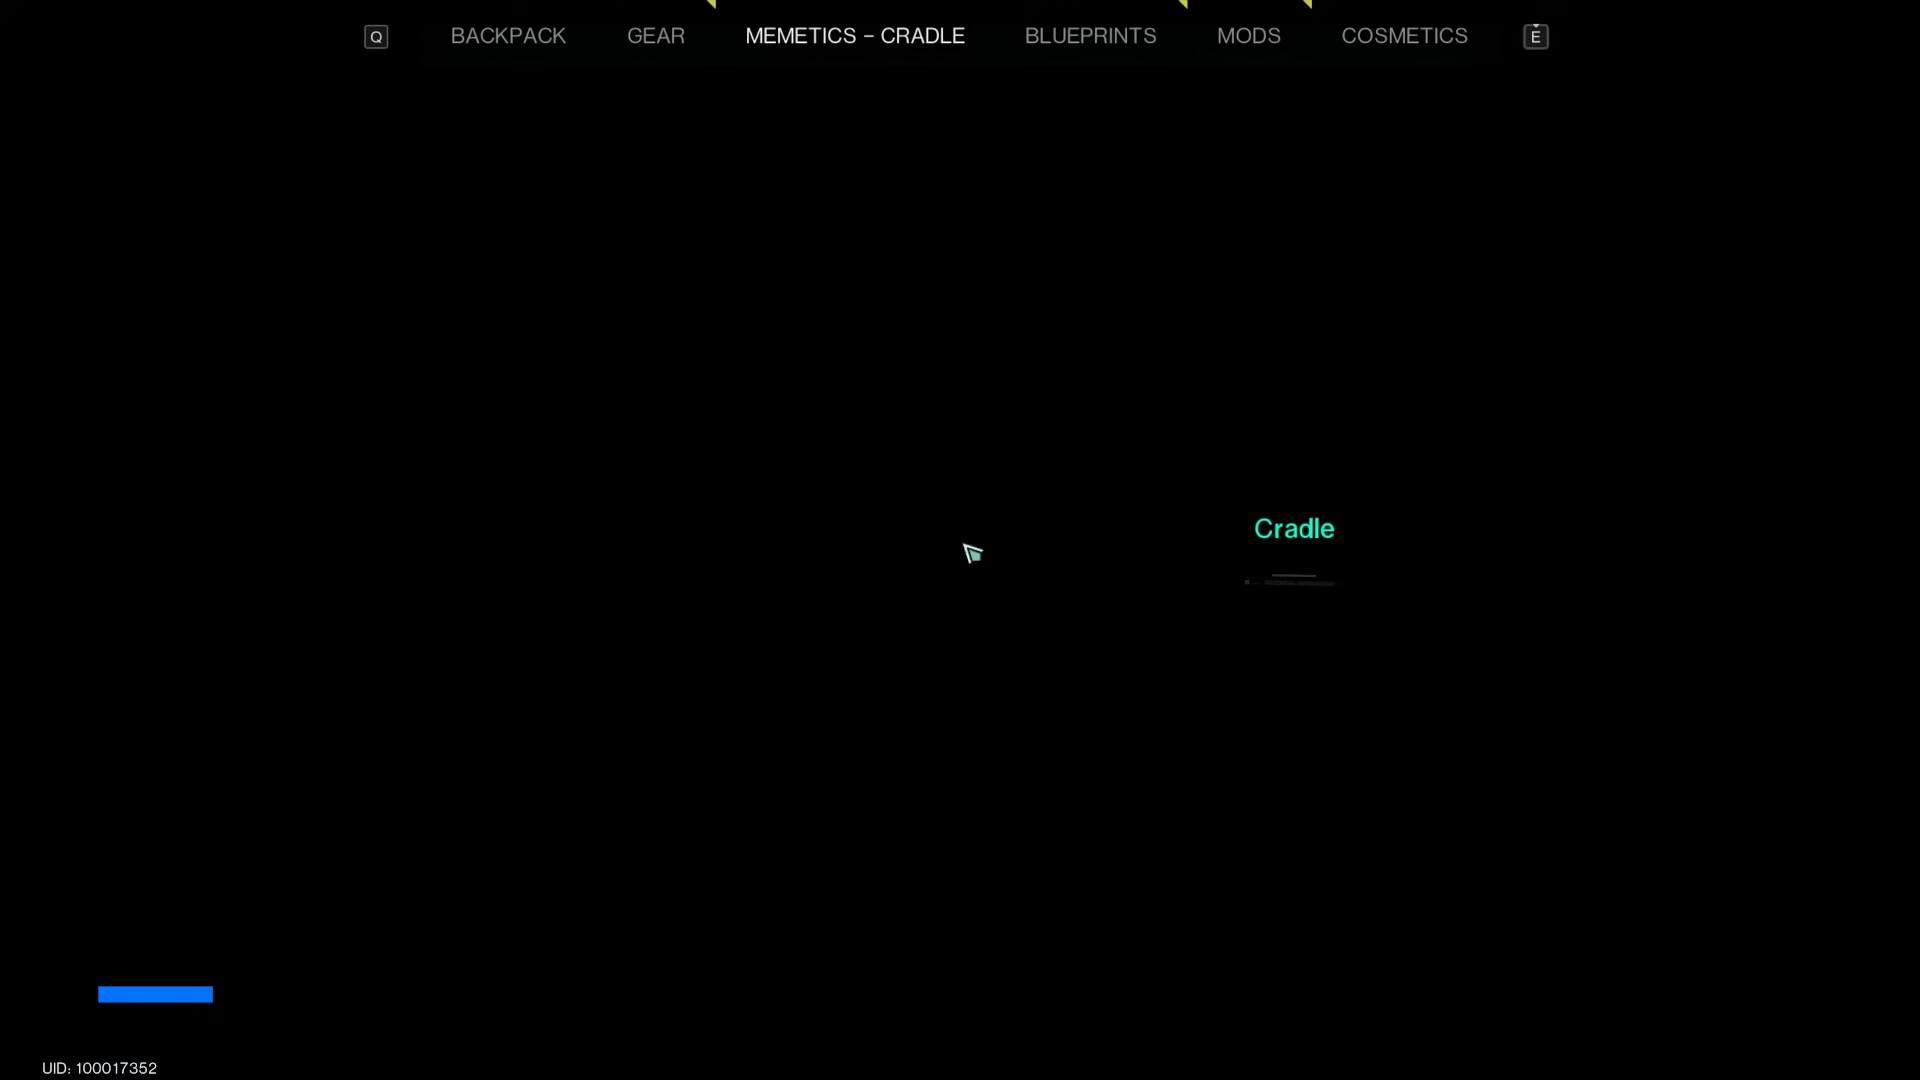 Q BACKPACK GEAR MEMETICS – CRADLE BLUEPRINTS MODS COSMETICS E
Cradle
UID: 100017352